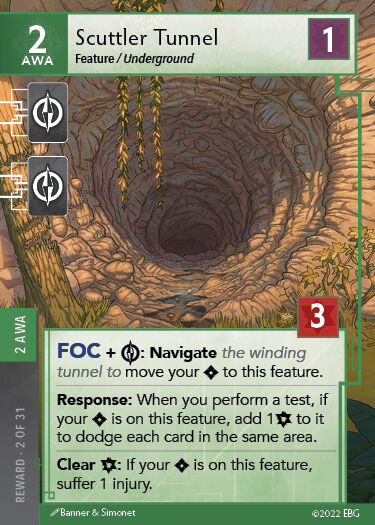 2
AWA
Scuttler Tunnel
Feature / Underground
1
3
FOC + : Navigate the winding
tunnel to move your to this feature.
Response: When you perform a test, if
your is on this feature, add 1 to it
to dodge each card in the same area.
Clear : If your is on this feature,
suffer 1 injury.
2 AWA
REWARD - 2 OF 31
Banner & Simonet
©2022 EBG